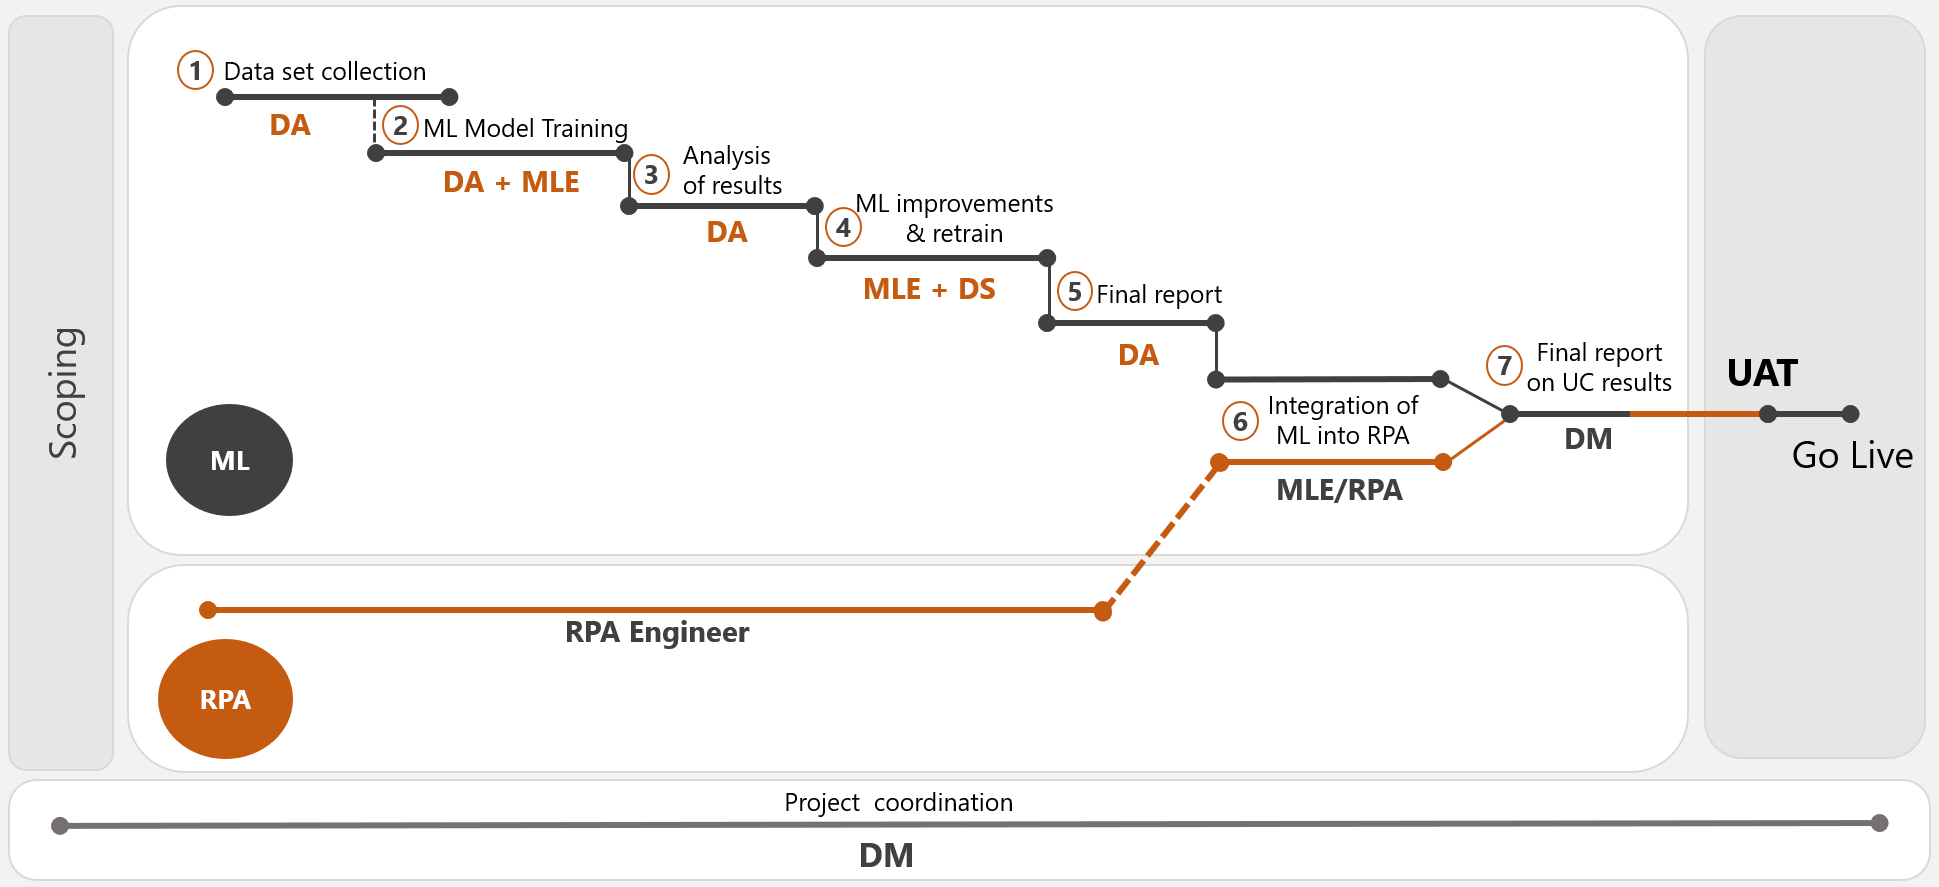 Scoping
1 Data set collection
DA
2 ML Model Training
DA + MLE
3 Analysis
of results
DA
4 ML improvements
& retrain
MLE + DS
5 Final report
DA
6 Integration of
ML into RPA
MLE/RPA
7 Final report
on UC results
DM
UAT
Go Live
ML
RPA Engineer
RPA
Project coordination
DM